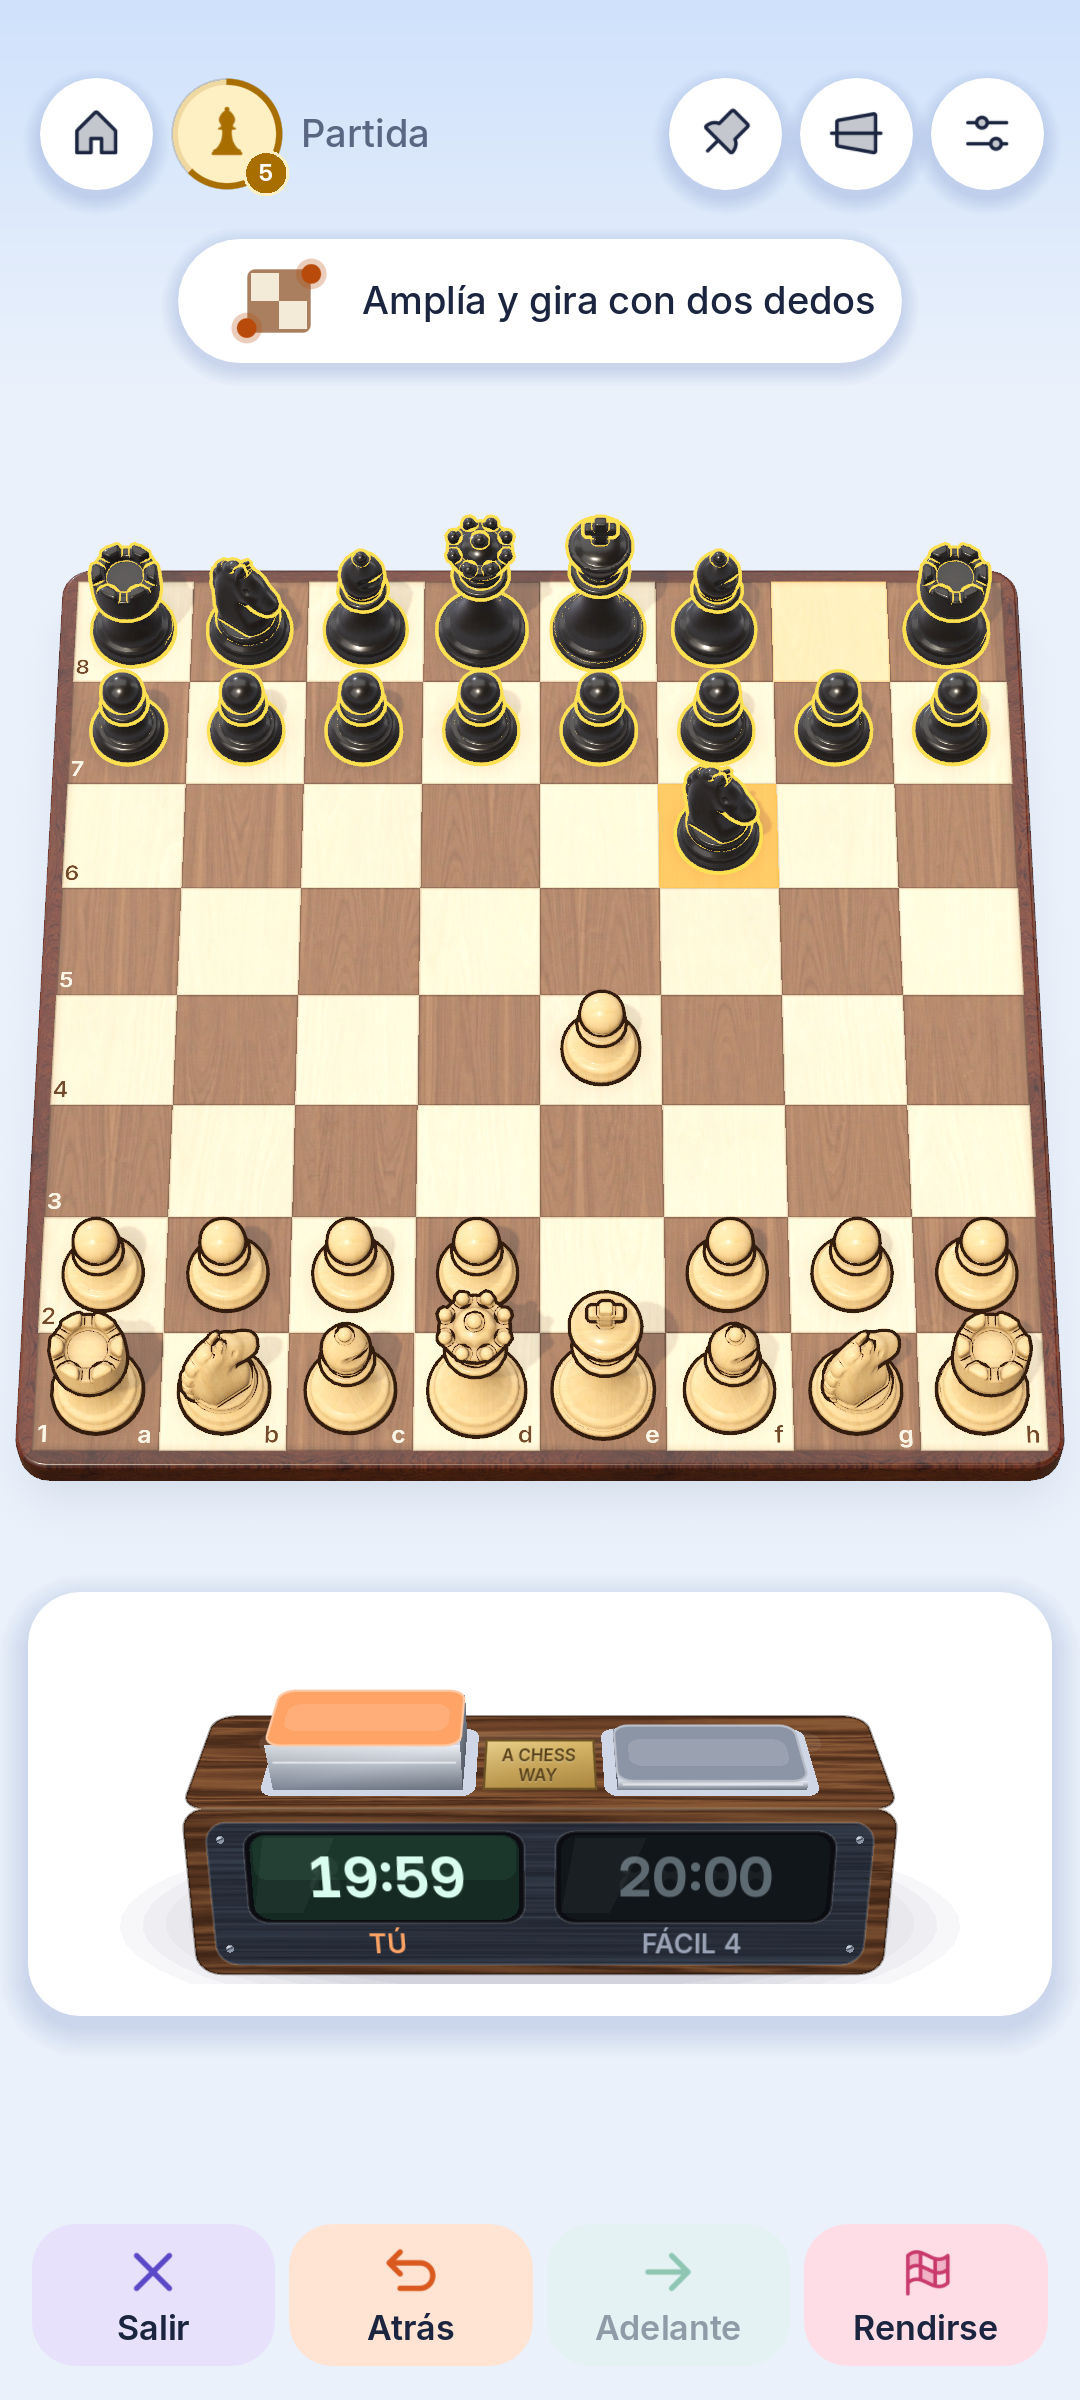 Partida
5
Amplía y gira con dos dedos
8
7
6
5
4
3
2
1 a b c d e f g h
A CHESS
WAY
19:59 20:00
TÚ FÁCIL 4
Salir Atrás Adelante Rendirse